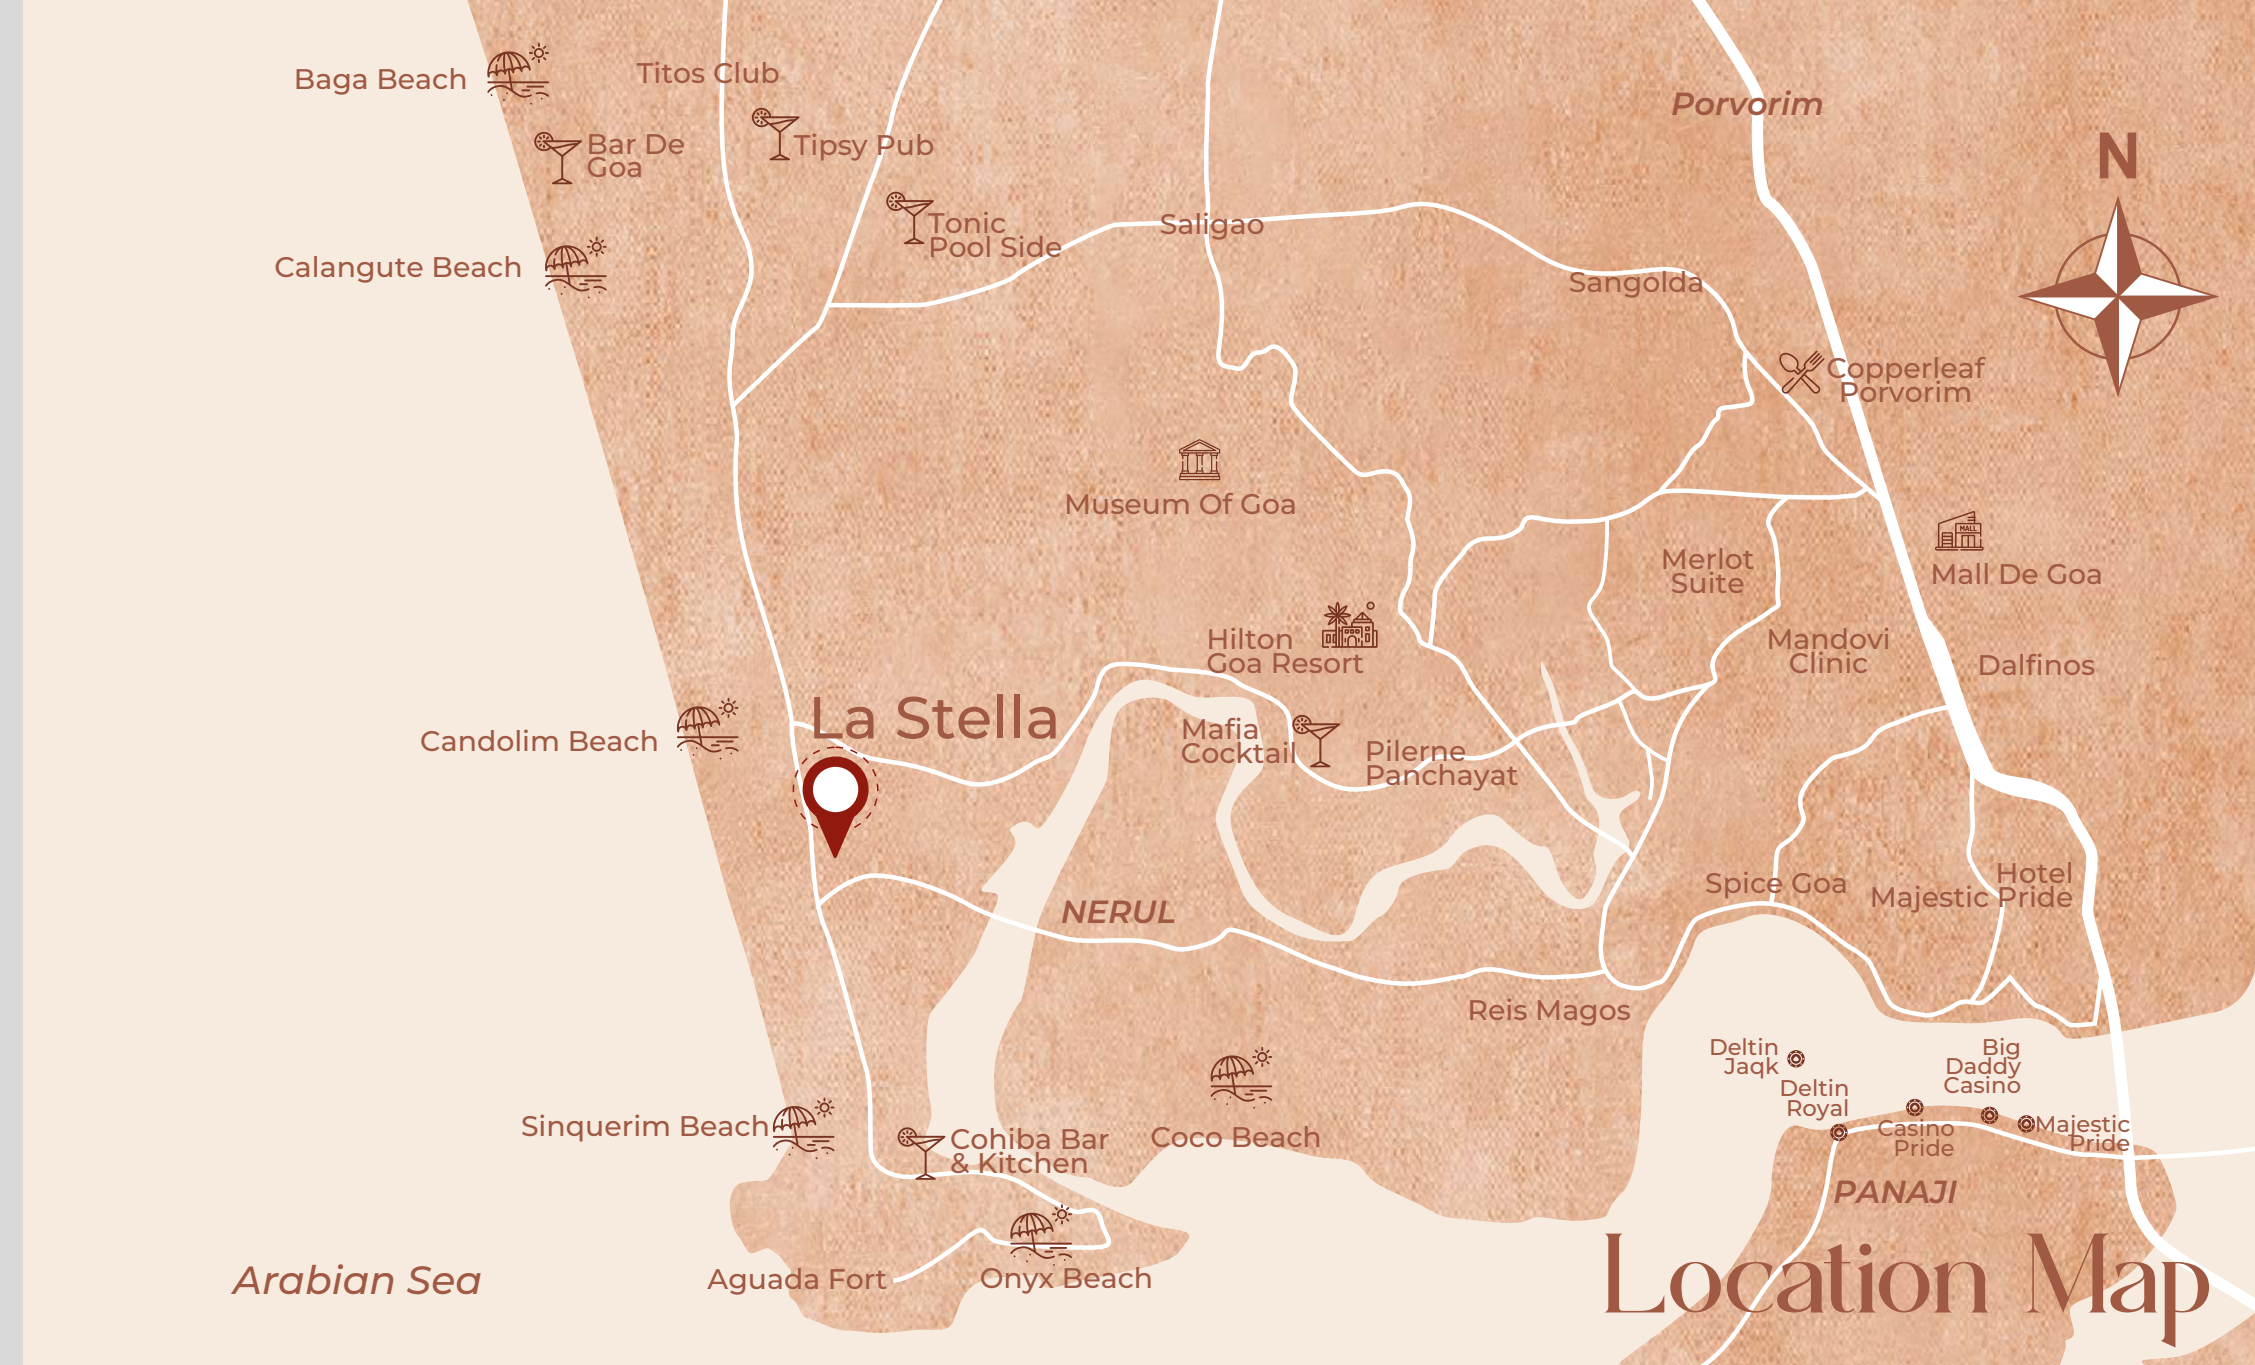 Baga Beach
Titos Club
Porvorim
Bar De
Goa
Tipsy Pub
N
Tonic
Pool Side
Saligao
Calangute Beach
Sangolda
Copperleaf
Porvorim
Museum Of Goa
MALL
Mall De Goa
Merlot
Suite
Hilton
Goa Resort
Mandovi
Clinic
Dalfinos
La Stella
Candolim Beach
Mafia
Cocktail
Pilerne
Panchayat
Spice Goa
Hotel
Majestic Pride
NERUL
Reis Magos
Deltin
Jaqk
Big
Daddy
Casino
Deltin
Royal
Casino
Pride
Majestic
Pride
Sinquerim Beach
Cohiba Bar
& Kitchen
Coco Beach
PANAJI
Arabian Sea
Aguada Fort
Onyx Beach
Location Map